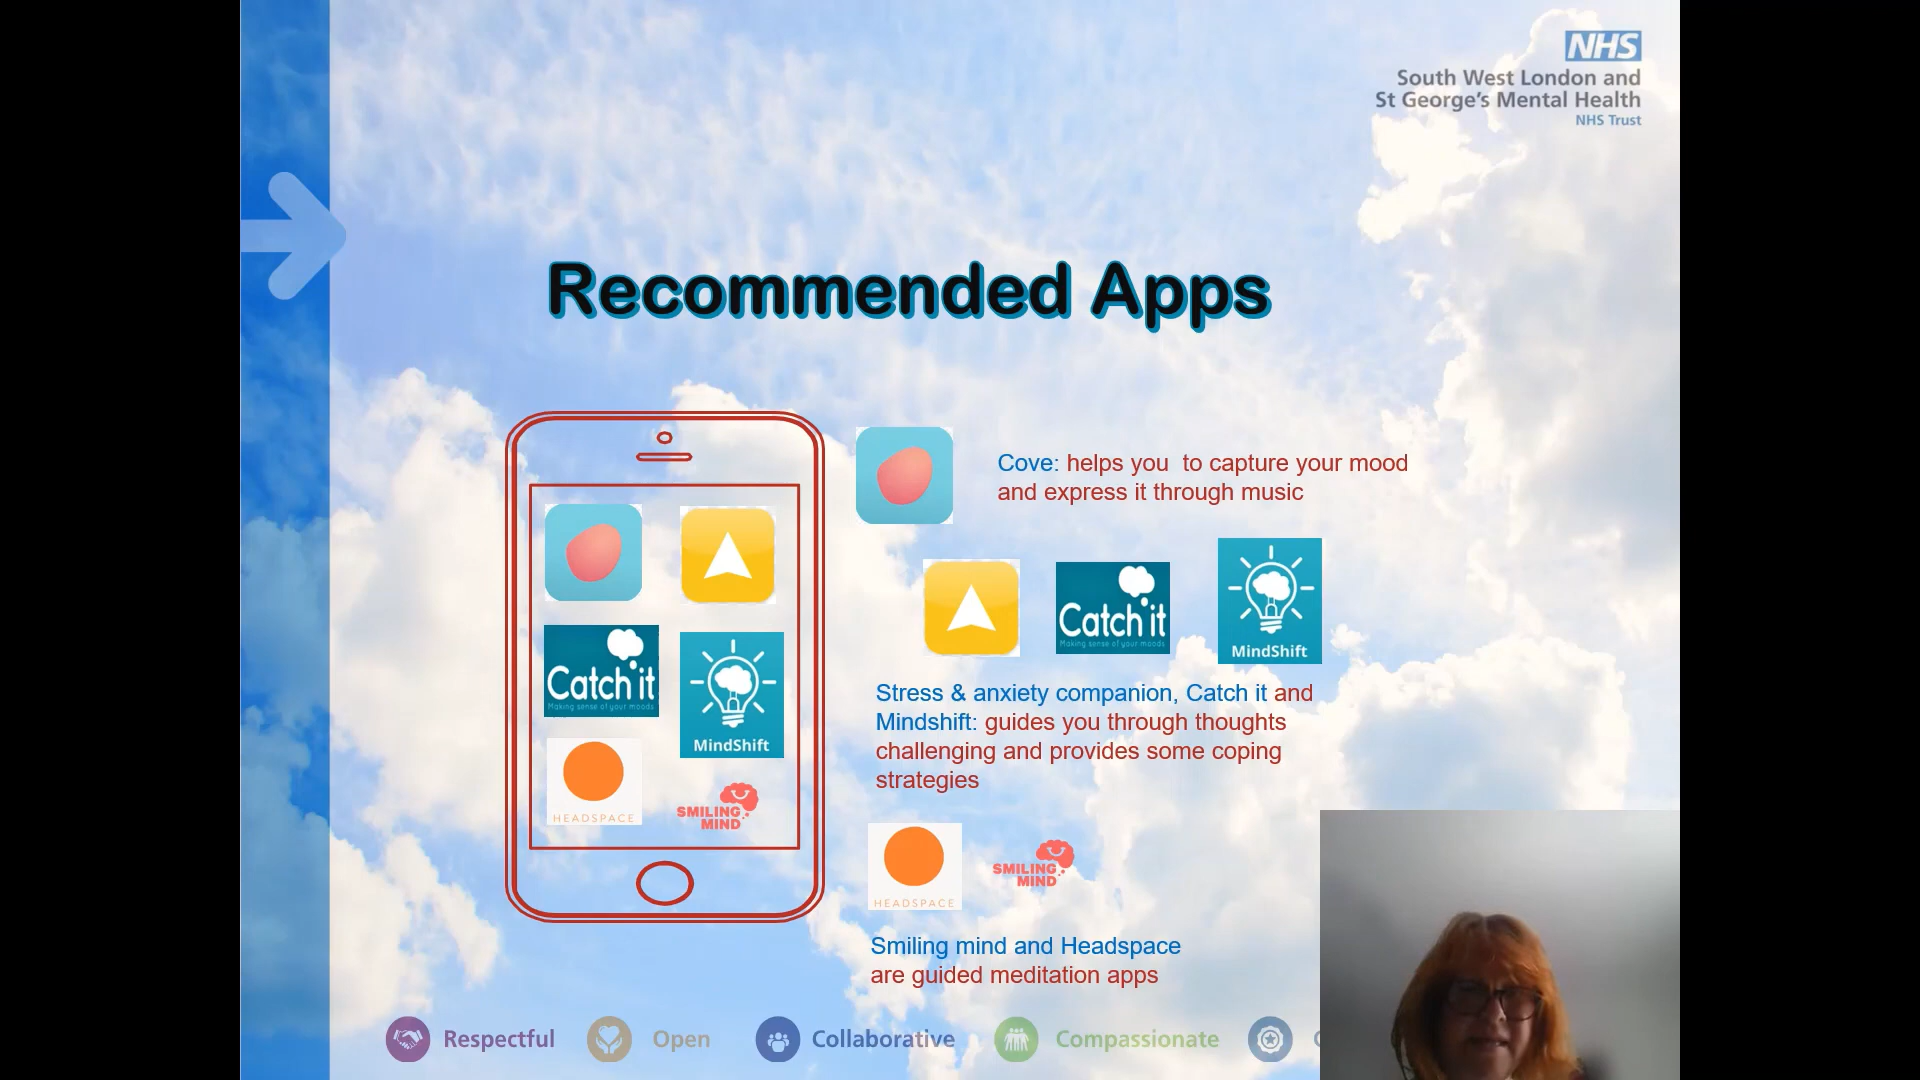 NHS
South West London and
St George's Mental Health
NHS Trust
Recommended Apps
Cove: helps you  to capture your mood
and express it through music
Catch it
Making sense of your moods
MindShift
Catch it
Making sense of your moods
MindShift
Stress & anxiety companion, Catch it and
Mindshift: guides you through thoughts
challenging and provides some coping
strategies
HEADSPACE
SMILING
MIND
HEADSPACE
SMILING
MIND
Smiling mind and Headspace
are guided meditation apps
Respectful
Open
Collaborative
Compassionate